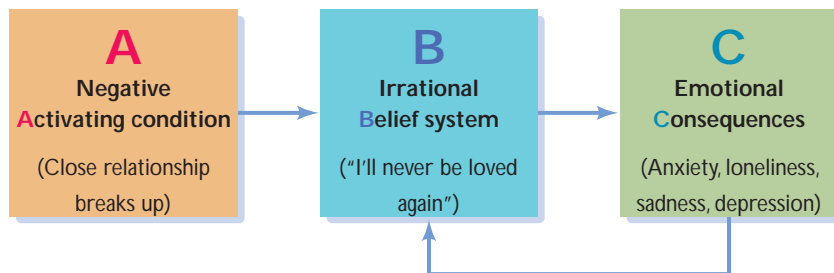 A
Negative
Activating condition
(Close relationship
breaks up)
B
Irrational
Belief system
("I'll never be loved
again")
C
Emotional
Consequences
(Anxiety, loneliness,
sadness, depression)